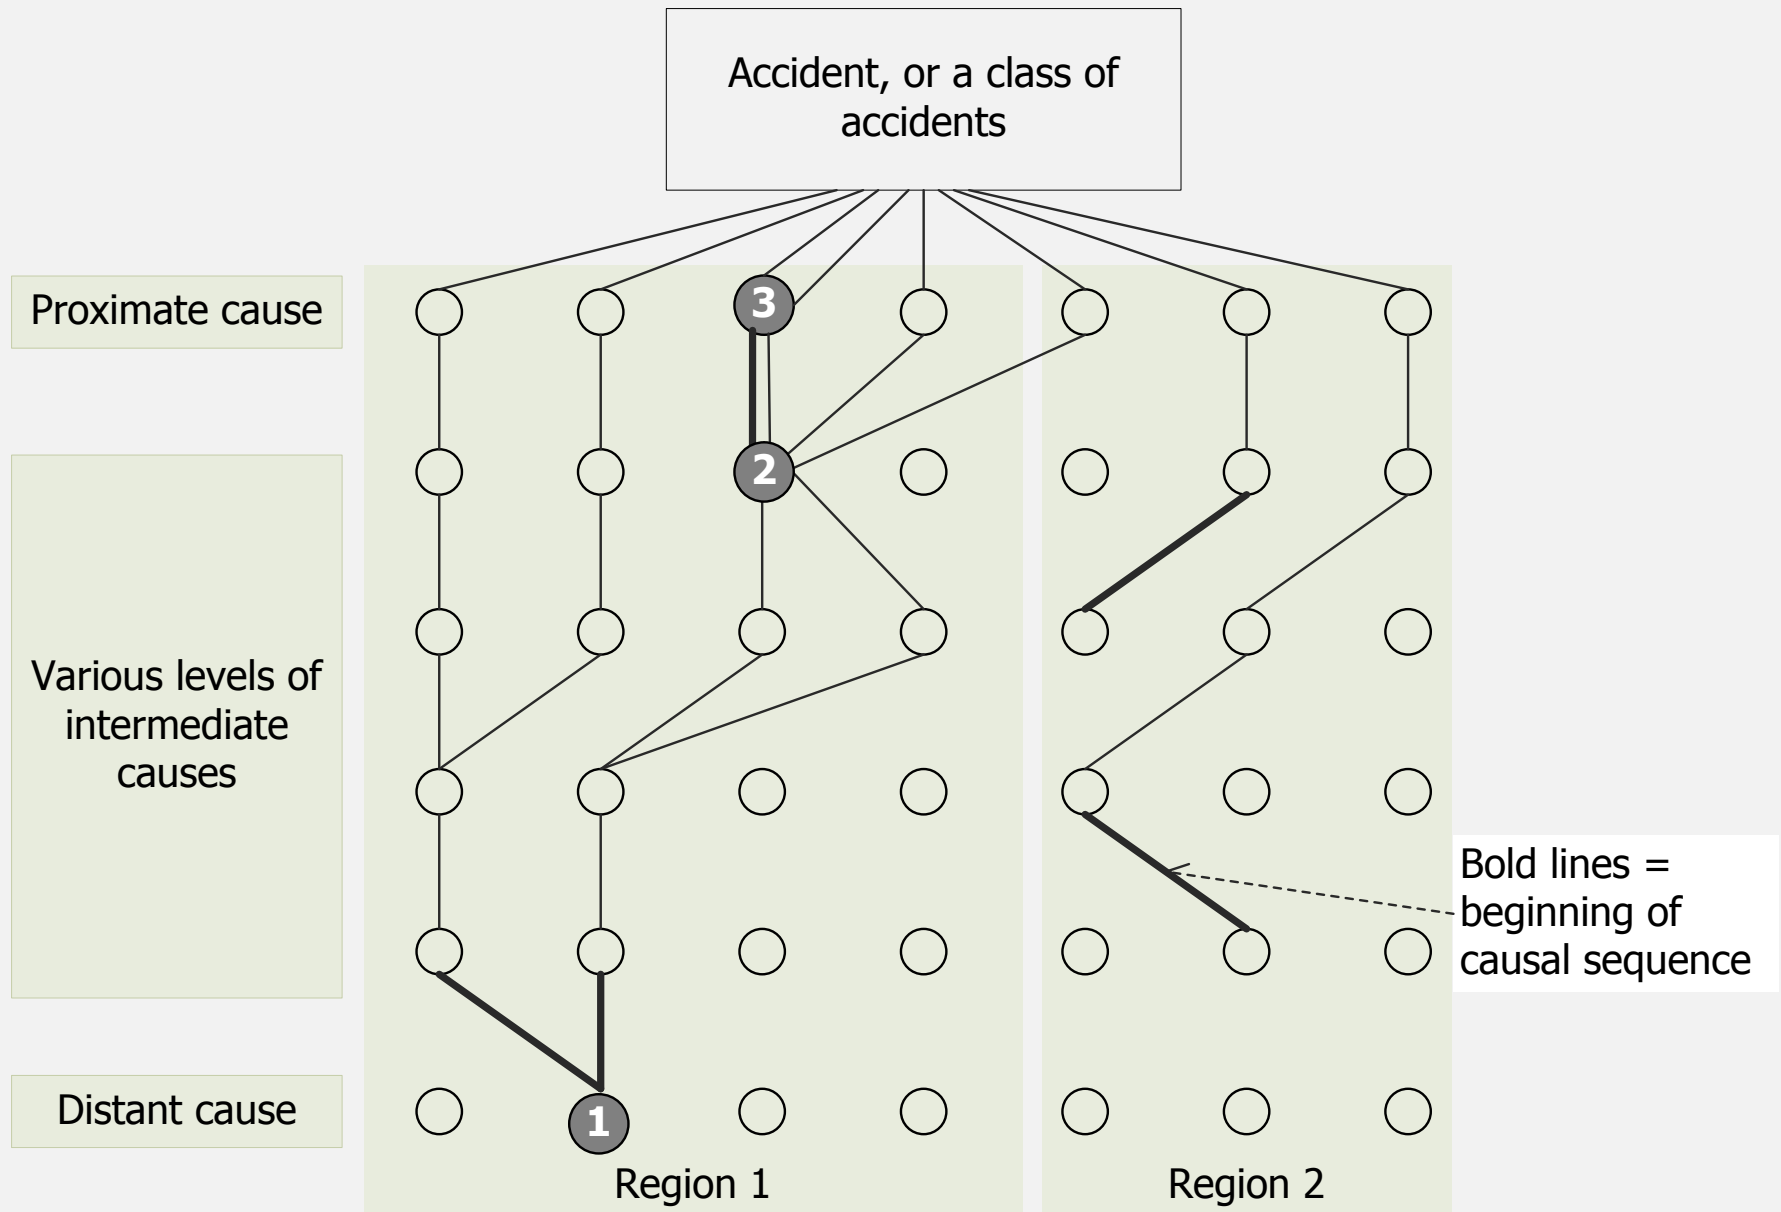 Accident, or a class of
accidents
Proximate cause
3
2
Various levels of
intermediate
causes
Bold lines =
beginning of
causal sequence
Distant cause
1
Region 1
Region 2